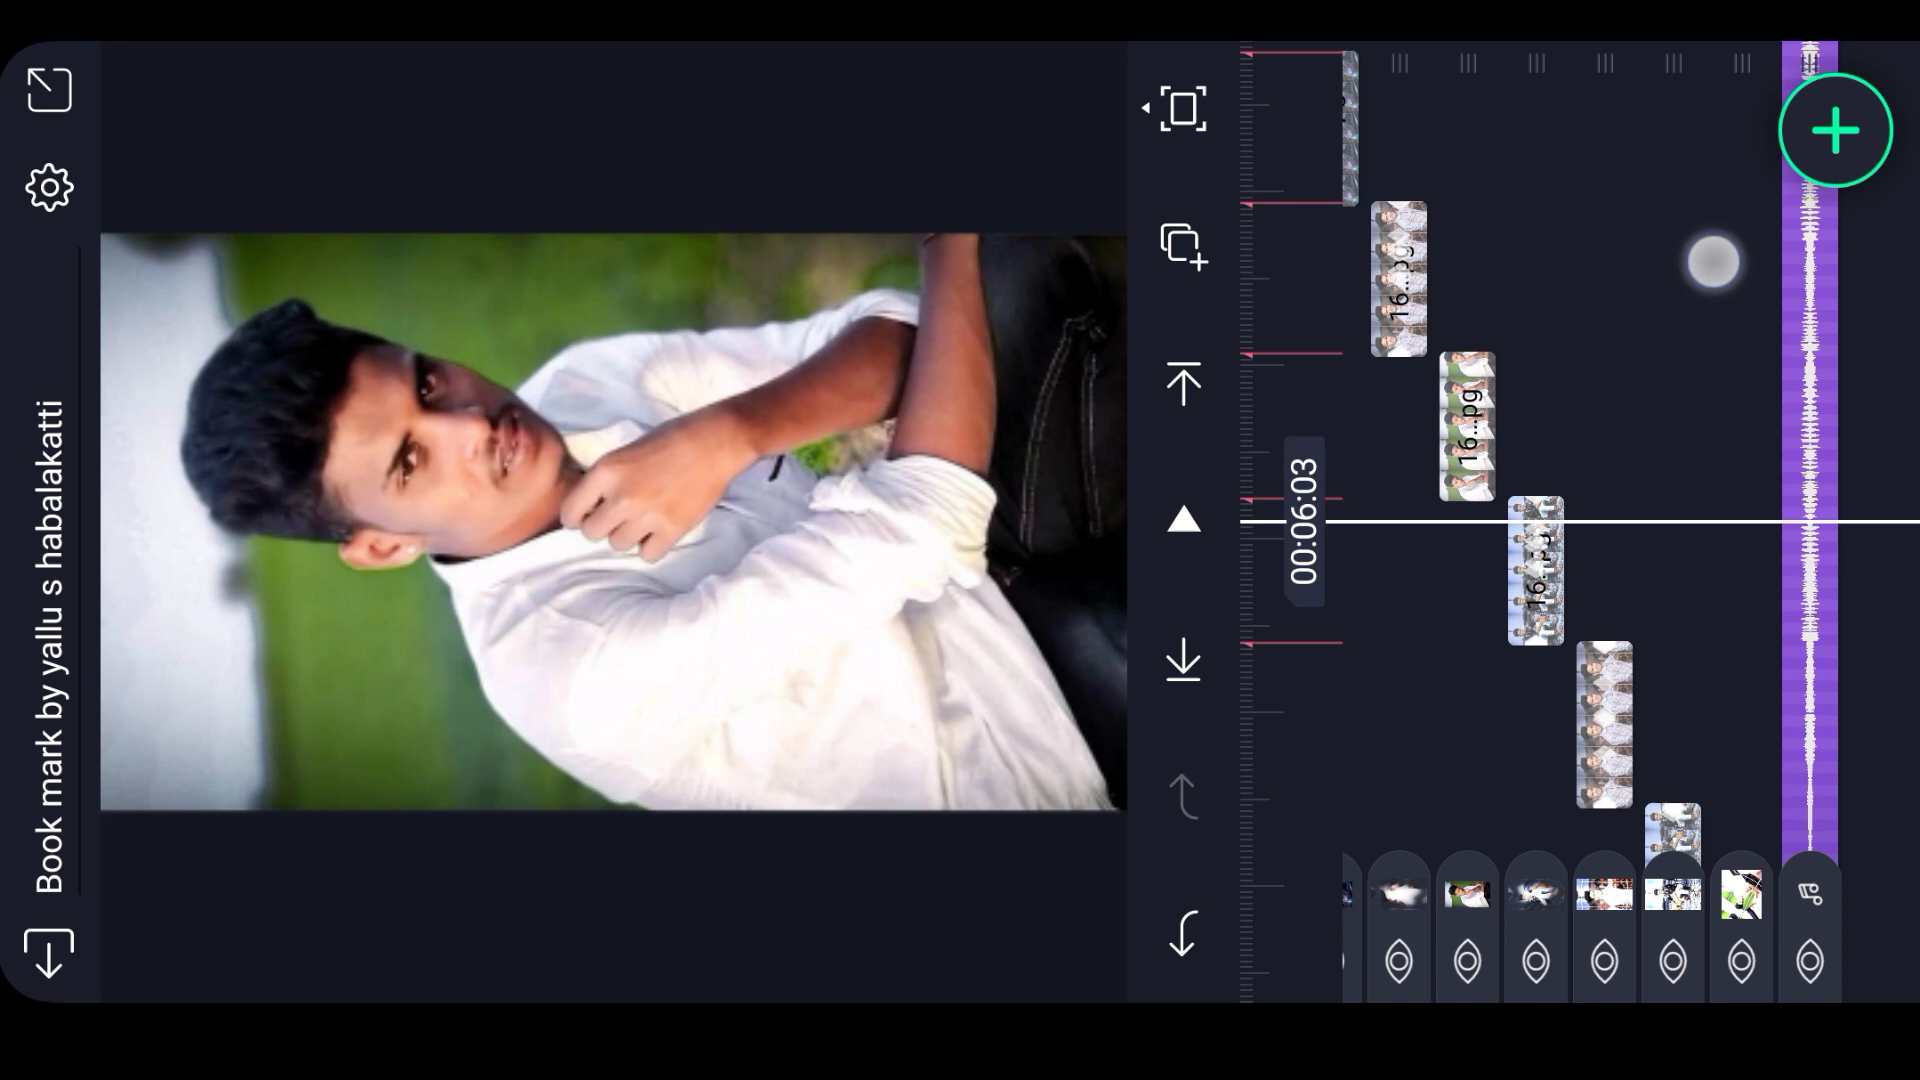 Book mark by yallu s habalakatti
00:06:03
16...pg
16...pg
16...pg